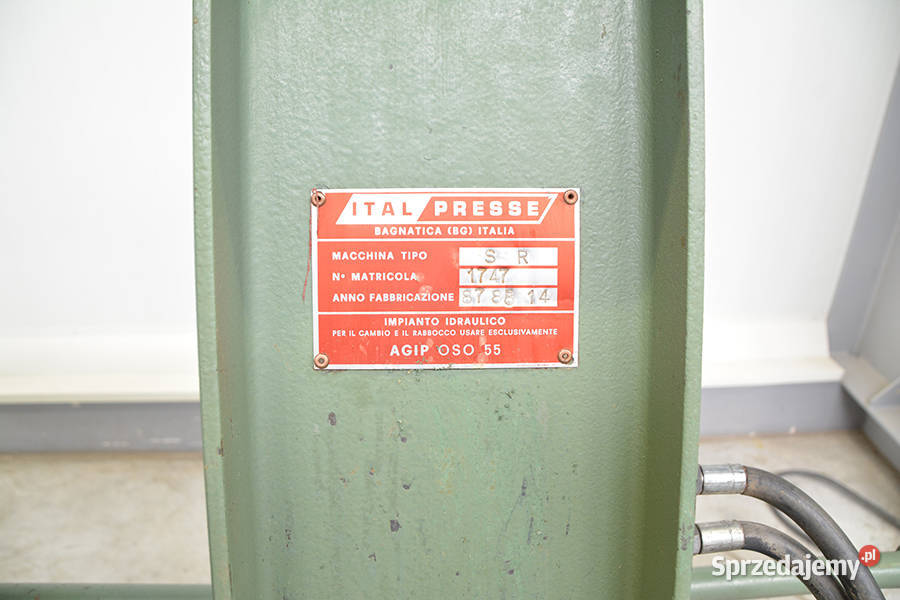 ITAL PRESSE
BAGNATICA (BG) ITALIA
MACCHINA TIPO S R
Nº MATRICOLA 1747
ANNO FABBRICAZIONE 87 88 14
IMPIANTO IDRAULICO
PER IL CAMBIO E IL RABBOCCO USARE ESCLUSIVAMENTE
AGIP OSO 55
Sprzedajemy.pl